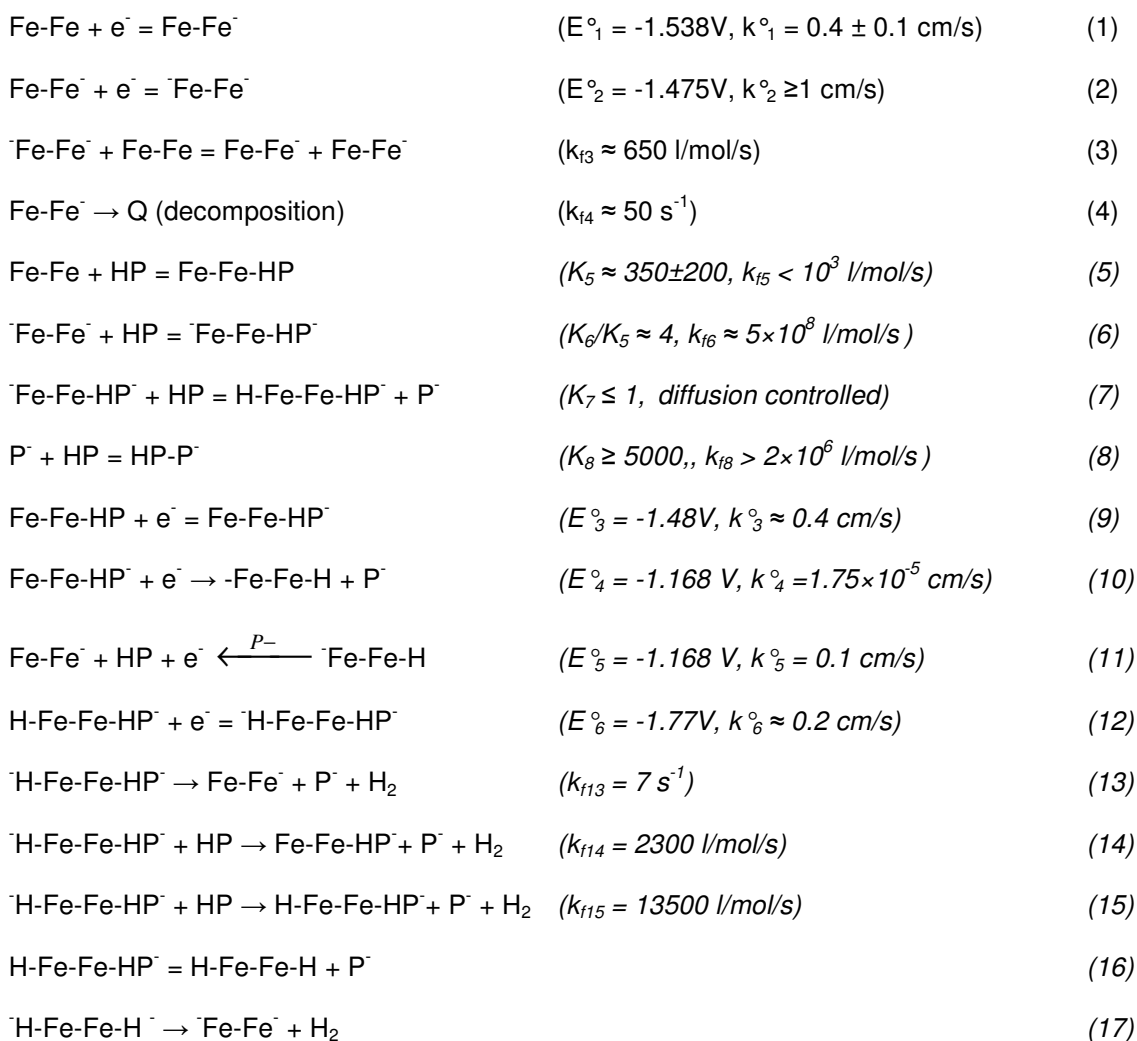 Fe-Fe + e⁻ = Fe-Fe⁻ (E°₁ = -1.538V, k°₁ = 0.4 ± 0.1 cm/s) (1)
Fe-Fe⁻ + e⁻ = ⁻Fe-Fe⁻ (E°₂ = -1.475V, k°₂ ≥1 cm/s) (2)
⁻Fe-Fe⁻ + Fe-Fe = Fe-Fe⁻ + Fe-Fe⁻ (k_f3 ≈ 650 l/mol/s) (3)
Fe-Fe⁻ → Q (decomposition) (k_f4 ≈ 50 s⁻¹) (4)
Fe-Fe + HP = Fe-Fe-HP (K₅ ≈ 350±200, k_f5 < 10³ l/mol/s) (5)
⁻Fe-Fe⁻ + HP = ⁻Fe-Fe-HP⁻ (K₆/K₅ ≈ 4, k_f6 ≈ 5×10⁸ l/mol/s ) (6)
⁻Fe-Fe-HP⁻ + HP = H-Fe-Fe-HP⁻ + P⁻ (K₇ ≤ 1, diffusion controlled) (7)
P⁻ + HP = HP-P⁻ (K₈ ≥ 5000,, k_f8 > 2×10⁶ l/mol/s ) (8)
Fe-Fe-HP + e⁻ = Fe-Fe-HP⁻ (E°₃ = -1.48V, k°₃ ≈ 0.4 cm/s) (9)
Fe-Fe-HP⁻ + e⁻ → -Fe-Fe-H + P⁻ (E°₄ = -1.168 V, k°₄ =1.75×10⁻⁵ cm/s) (10)
Fe-Fe⁻ + HP + e⁻ ←P– ⁻Fe-Fe-H (E°₅ = -1.168 V, k°₅ = 0.1 cm/s) (11)
H-Fe-Fe-HP⁻ + e⁻ = ⁻H-Fe-Fe-HP⁻ (E°₆ = -1.77V, k°₆ ≈ 0.2 cm/s) (12)
⁻H-Fe-Fe-HP⁻ → Fe-Fe⁻ + P⁻ + H₂ (k_f13 = 7 s⁻¹) (13)
⁻H-Fe-Fe-HP⁻ + HP → Fe-Fe-HP⁻+ P⁻ + H₂ (k_f14 = 2300 l/mol/s) (14)
⁻H-Fe-Fe-HP⁻ + HP → H-Fe-Fe-HP⁻+ P⁻ + H₂ (k_f15 = 13500 l/mol/s) (15)
H-Fe-Fe-HP⁻ = H-Fe-Fe-H + P⁻ (16)
⁻H-Fe-Fe-H ⁻ → ⁻Fe-Fe⁻ + H₂ (17)